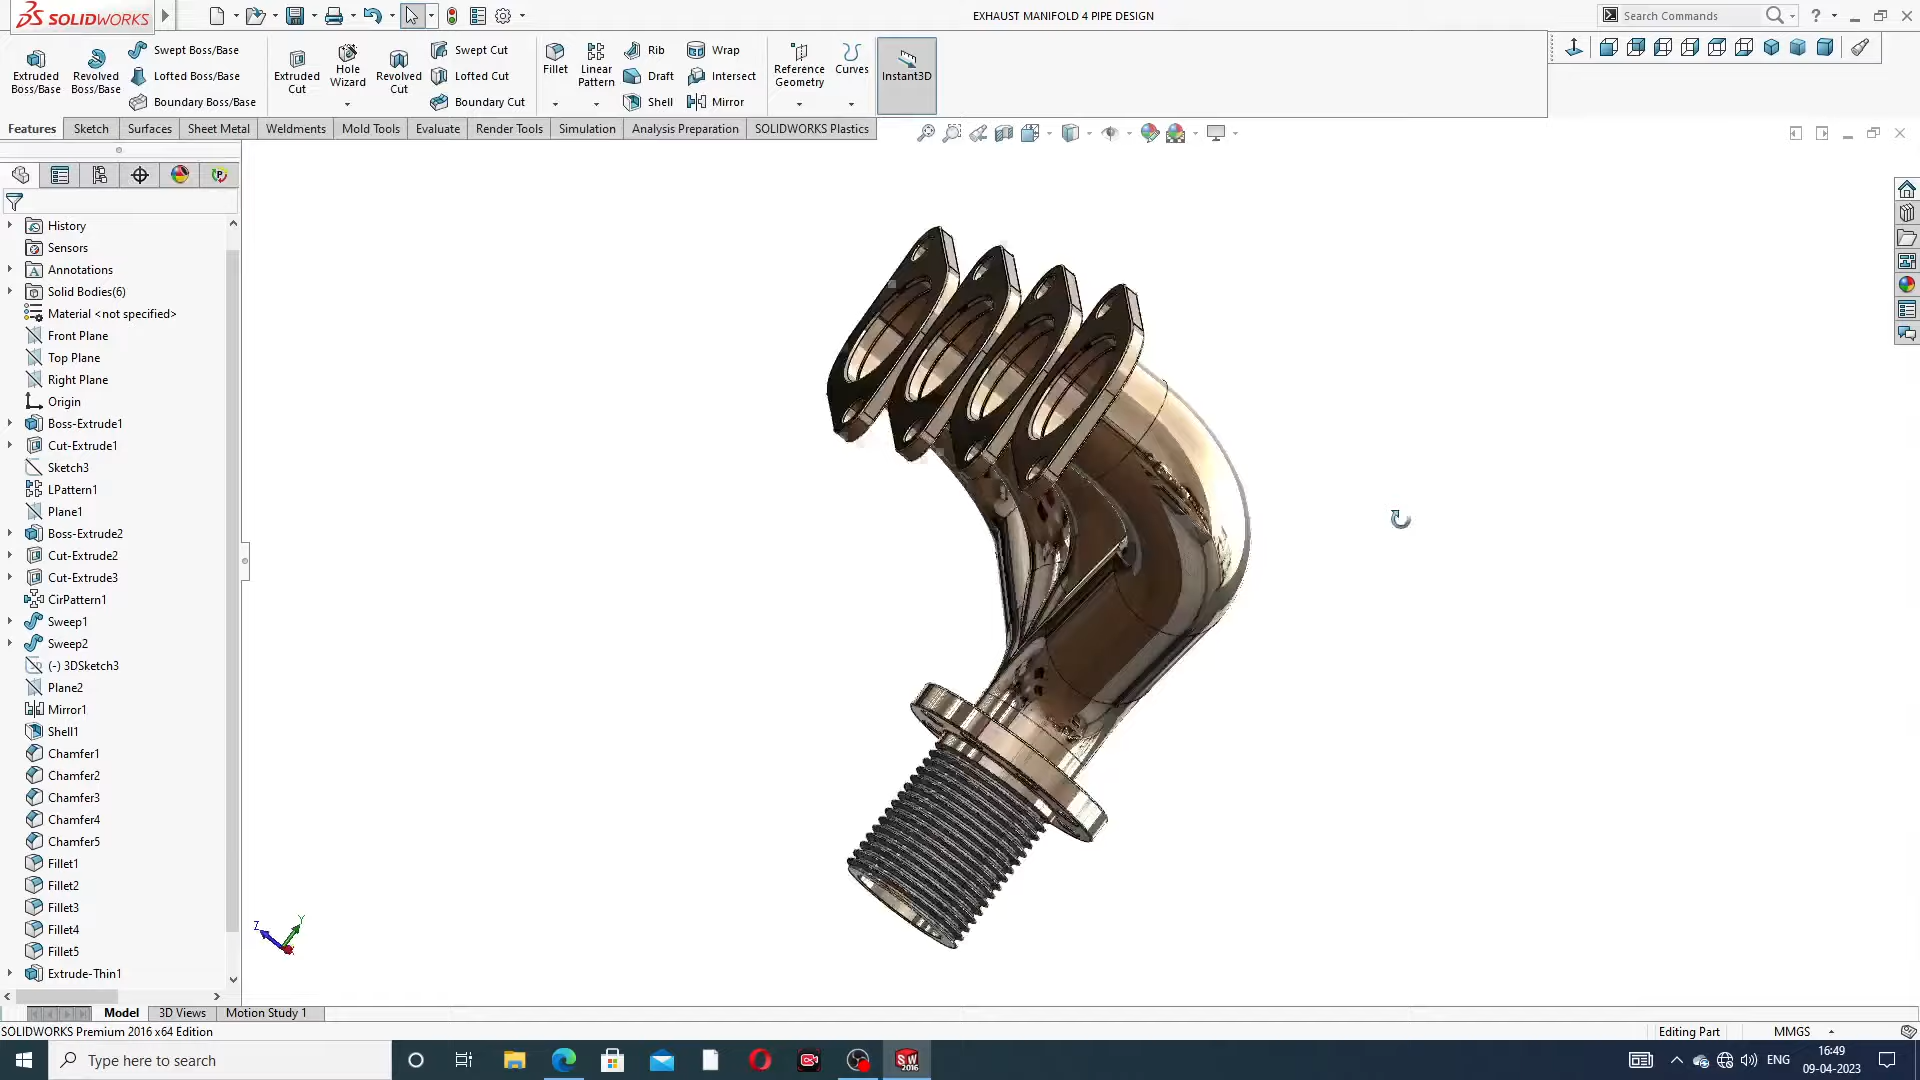 SOLIDWORKS
EXHAUST MANIFOLD 4 PIPE DESIGN
Search Commands
Extruded Boss/Base
Revolved Boss/Base
Swept Boss/Base
Lofted Boss/Base
Boundary Boss/Base
Extruded Cut
Hole Wizard
Revolved Cut
Swept Cut
Lofted Cut
Boundary Cut
Fillet
Linear Pattern
Rib
Draft
Shell
Wrap
Intersect
Mirror
Reference Geometry
Curves
Instant3D
Features Sketch Surfaces Sheet Metal Weldments Mold Tools Evaluate Render Tools Simulation Analysis Preparation SOLIDWORKS Plastics
History
Sensors
Annotations
Solid Bodies(6)
Material <not specified>
Front Plane
Top Plane
Right Plane
Origin
Boss-Extrude1
Cut-Extrude1
Sketch3
LPattern1
Plane1
Boss-Extrude2
Cut-Extrude2
Cut-Extrude3
CirPattern1
Sweep1
Sweep2
(-) 3DSketch3
Plane2
Mirror1
Shell1
Chamfer1
Chamfer2
Chamfer3
Chamfer4
Chamfer5
Fillet1
Fillet2
Fillet3
Fillet4
Fillet5
Extrude-Thin1
Z Y
Model 3D Views Motion Study 1
SOLIDWORKS Premium 2016 x64 Edition
Editing Part MMGS
Type here to search
SW 2016
ENG
16:49
09-04-2023